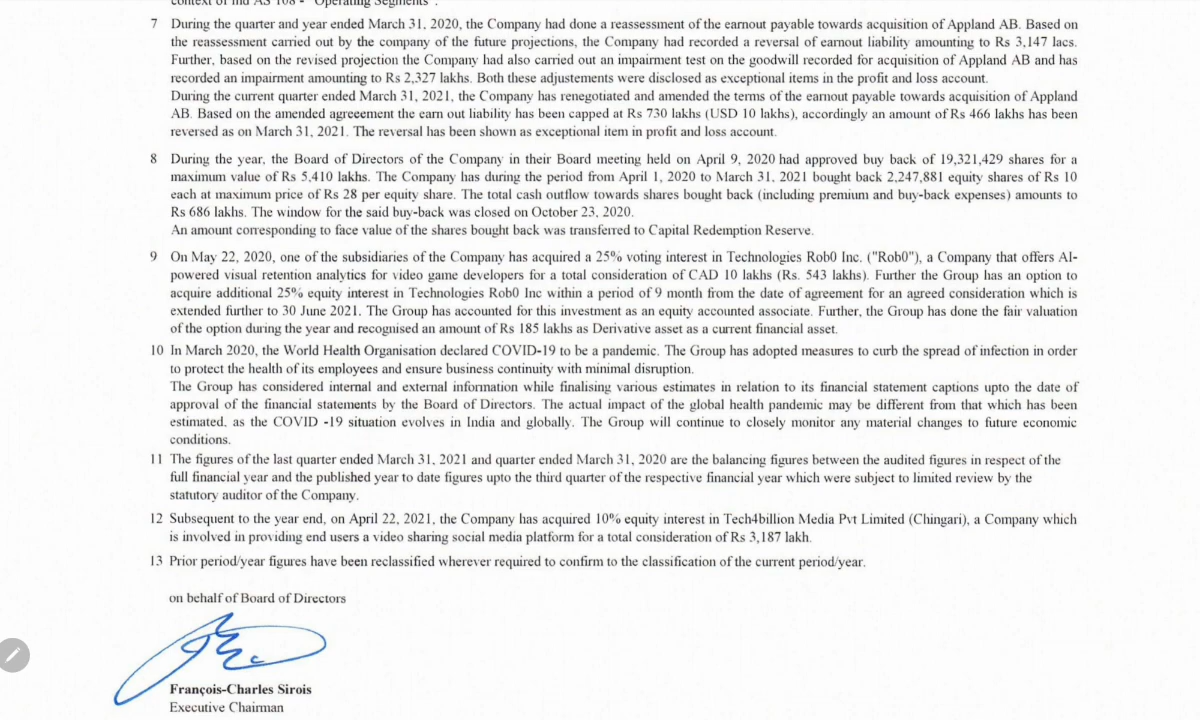 context of Ind AS 108 - "Operating Segments".
7 During the quarter and year ended March 31, 2020, the Company had done a reassessment of the earnout payable towards acquisition of Appland AB. Based on
the reassessment carried out by the company of the future projections, the Company had recorded a reversal of earnout liability amounting to Rs 3,147 lacs.
Further, based on the revised projection the Company had also carried out an impairment test on the goodwill recorded for acquisition of Appland AB and has
recorded an impairment amounting to Rs 2,327 lakhs. Both these adjustments were disclosed as exceptional items in the profit and loss account.
During the current quarter ended March 31, 2021, the Company has renegotiated and amended the terms of the earnout payable towards acquisition of Appland
AB. Based on the amended agreeement the earn out liability has been capped at Rs 730 lakhs (USD 10 lakhs), accordingly an amount of Rs 466 lakhs has been
reversed as on March 31, 2021. The reversal has been shown as exceptional item in profit and loss account.
8 During the year, the Board of Directors of the Company in their Board meeting held on April 9, 2020 had approved buy back of 19,321,429 shares for a
maximum value of Rs 5,410 lakhs. The Company has during the period from April 1, 2020 to March 31, 2021 bought back 2,247,881 equity shares of Rs 10
each at maximum price of Rs 28 per equity share. The total cash outflow towards shares bought back (including premium and buy-back expenses) amounts to
Rs 686 lakhs. The window for the said buy-back was closed on October 23, 2020.
An amount corresponding to face value of the shares bought back was transferred to Capital Redemption Reserve.
9 On May 22, 2020, one of the subsidiaries of the Company has acquired a 25% voting interest in Technologies Rob0 Inc. ("Rob0"), a Company that offers AI-
powered visual retention analytics for video game developers for a total consideration of CAD 10 lakhs (Rs. 543 lakhs). Further the Group has an option to
acquire additional 25% equity interest in Technologies Rob0 Inc within a period of 9 month from the date of agreement for an agreed consideration which is
extended further to 30 June 2021. The Group has accounted for this investment as an equity accounted associate. Further, the Group has done the fair valuation
of the option during the year and recognised an amount of Rs 185 lakhs as Derivative asset as a current financial asset.
10 In March 2020, the World Health Organisation declared COVID-19 to be a pandemic. The Group has adopted measures to curb the spread of infection in order
to protect the health of its employees and ensure business continuity with minimal disruption.
The Group has considered internal and external information while finalising various estimates in relation to its financial statement captions upto the date of
approval of the financial statements by the Board of Directors. The actual impact of the global health pandemic may be different from that which has been
estimated, as the COVID -19 situation evolves in India and globally. The Group will continue to closely monitor any material changes to future economic
conditions.
11 The figures of the last quarter ended March 31, 2021 and quarter ended March 31, 2020 are the balancing figures between the audited figures in respect of the
full financial year and the published year to date figures upto the third quarter of the respective financial year which were subject to limited review by the
statutory auditor of the Company.
12 Subsequent to the year end, on April 22, 2021, the Company has acquired 10% equity interest in Tech4billion Media Pvt Limited (Chingari), a Company which
is involved in providing end users a video sharing social media platform for a total consideration of Rs 3,187 lakh.
13 Prior period/year figures have been reclassified wherever required to confirm to the classification of the current period/year.
on behalf of Board of Directors
François-Charles Sirois
Executive Chairman